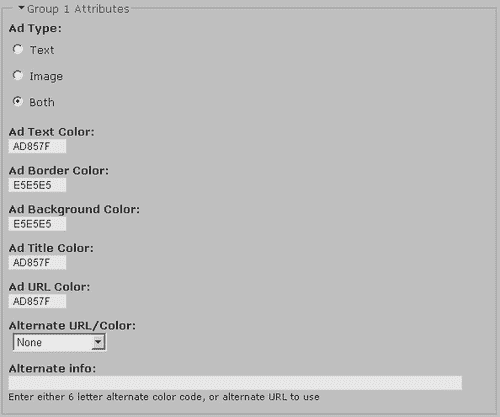 Group 1 Attributes
Ad Type:
Text
Image
Both
Ad Text Color:
AD857F
Ad Border Color:
E5E5E5
Ad Background Color:
E5E5E5
Ad Title Color:
AD857F
Ad URL Color:
AD857F
Alternate URL/Color:
None
Alternate info:
Enter either 6 letter alternate color code, or alternate URL to use